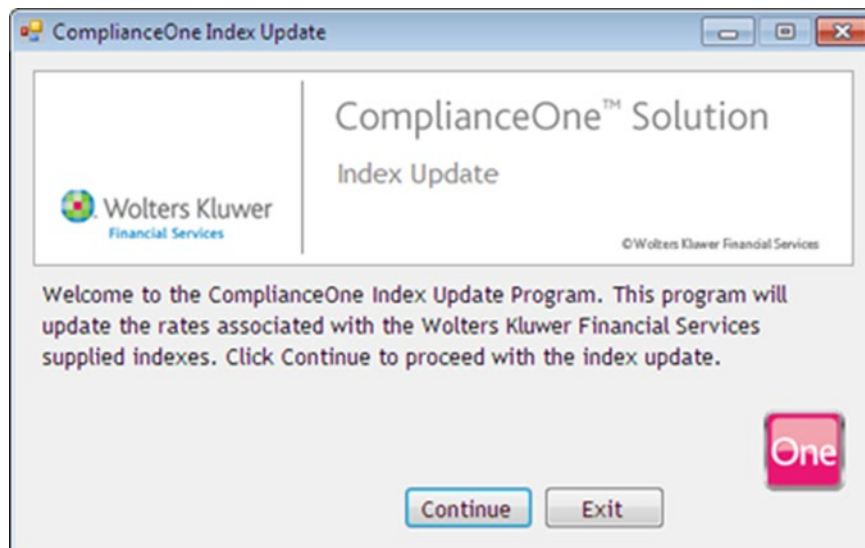 ComplianceOne Index Update
ComplianceOne™ Solution
Index Update
Wolters Kluwer
Financial Services
©Wolters Kluwer Financial Services
Welcome to the ComplianceOne Index Update Program. This program will
update the rates associated with the Wolters Kluwer Financial Services
supplied indexes. Click Continue to proceed with the index update.
One
Continue
Exit